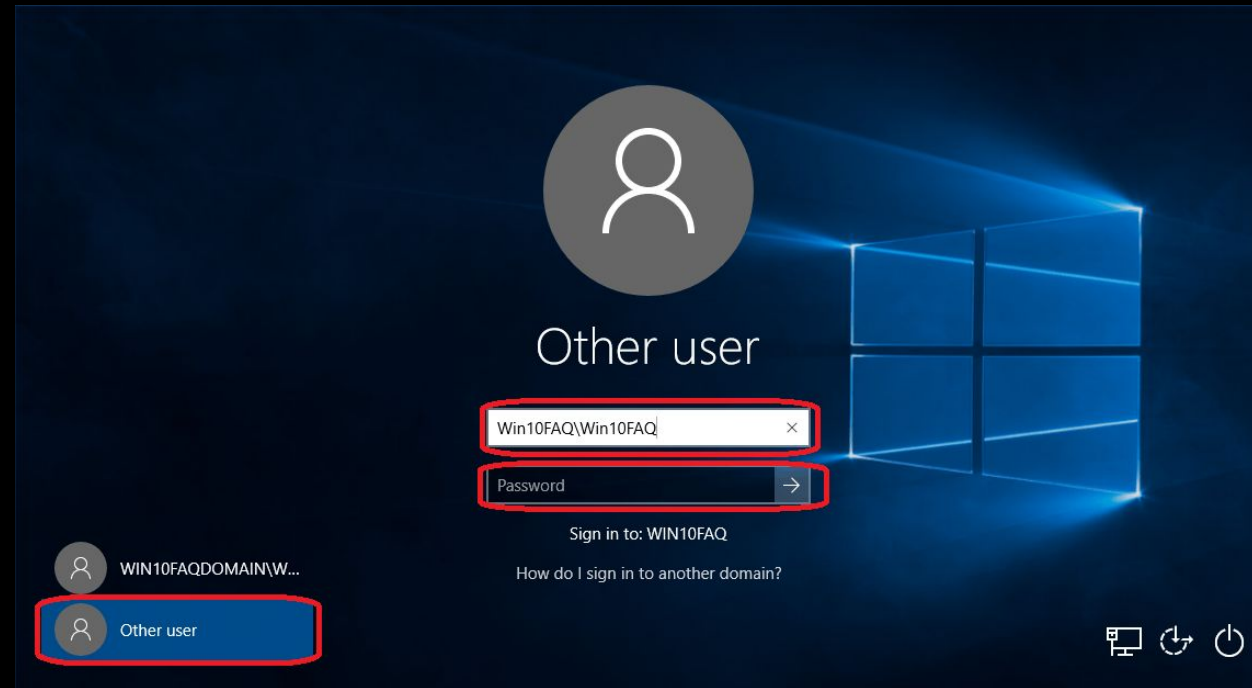 Other user
Win10FAQ\Win10FAQ
Password
Sign in to: WIN10FAQ
How do I sign in to another domain?
WIN10FAQDOMAIN\W...
Other user